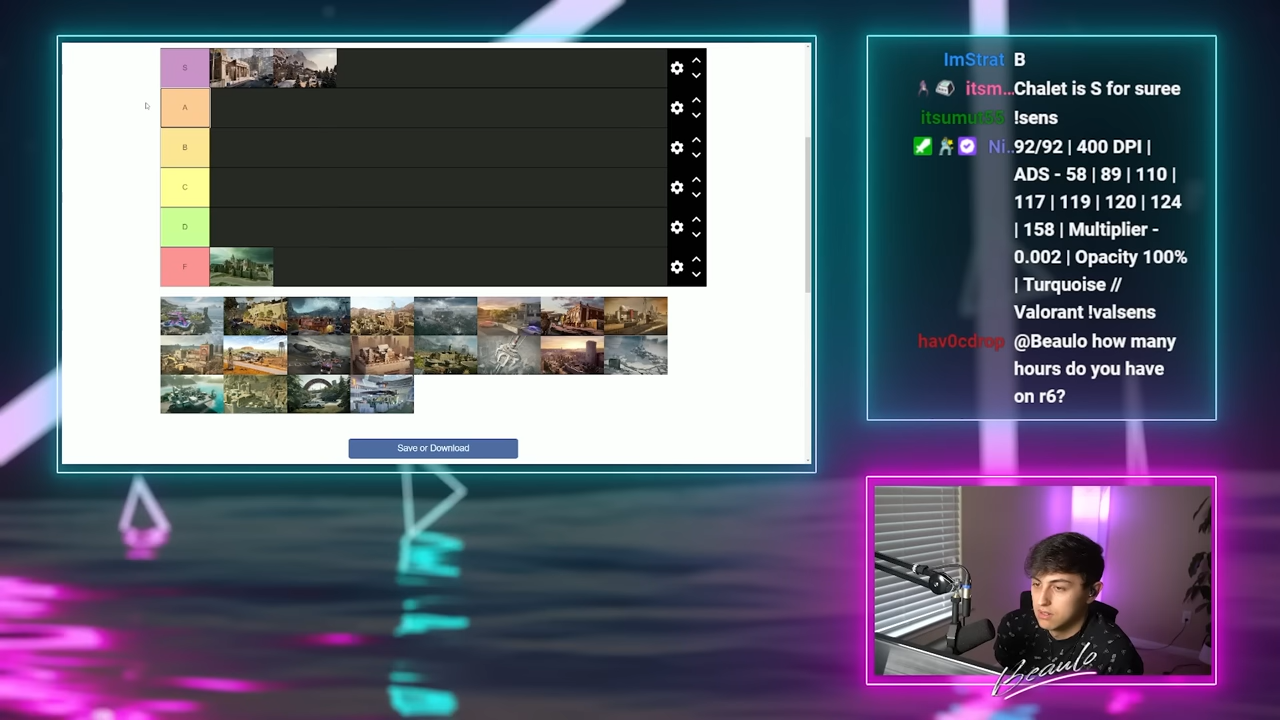 S
A
B
C
D
F
Save or Download
ImStrat B
itsm... Chalet is S for suree
!sens
Ni.. 92/92 | 400 DPI |
ADS - 58 | 89 | 110 |
117 | 119 | 120 | 124
| 158 | Multiplier -
0.002 | Opacity 100%
| Turquoise //
Valorant !valsens
hav0cdrop @Beaulo how many
hours do you have
on r6?
Beaulo